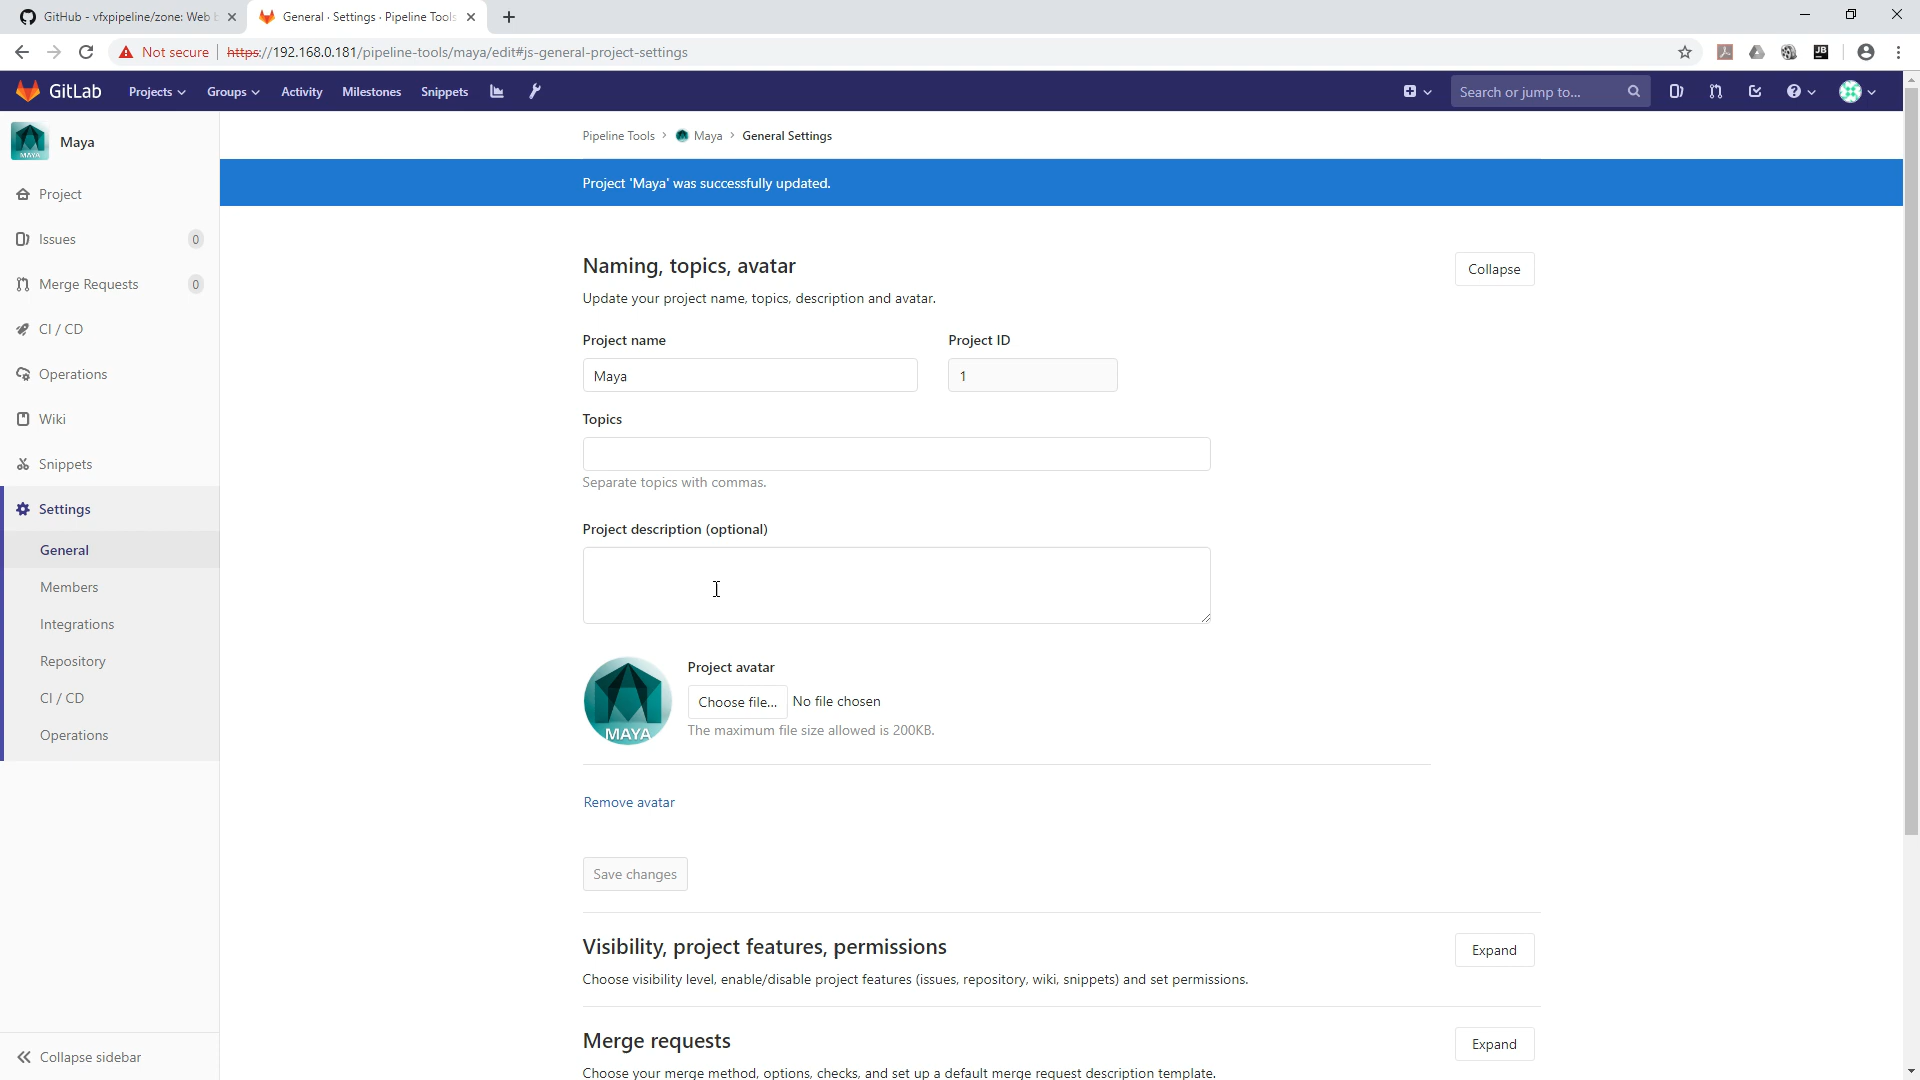 GitHub - vfxpipeline/zone: Web
General · Settings · Pipeline Tools
Not secure
https://192.168.0.181/pipeline-tools/maya/edit#js-general-project-settings
JB
GitLab
Projects
Groups
Activity
Milestones
Snippets
Search or jump to...
MAYA
Maya
Pipeline Tools > Maya > General Settings
Project 'Maya' was successfully updated.
Project
Issues
0
Merge Requests
0
CI / CD
Operations
Wiki
Snippets
Settings
General
Members
Integrations
Repository
CI / CD
Operations
Collapse sidebar
Naming, topics, avatar
Collapse
Update your project name, topics, description and avatar.
Project name
Project ID
Maya
1
Topics
Separate topics with commas.
Project description (optional)
MAYA
Project avatar
Choose file...
No file chosen
The maximum file size allowed is 200KB.
Remove avatar
Save changes
Visibility, project features, permissions
Expand
Choose visibility level, enable/disable project features (issues, repository, wiki, snippets) and set permissions.
Merge requests
Expand
Choose your merge method, options, checks, and set up a default merge request description template.